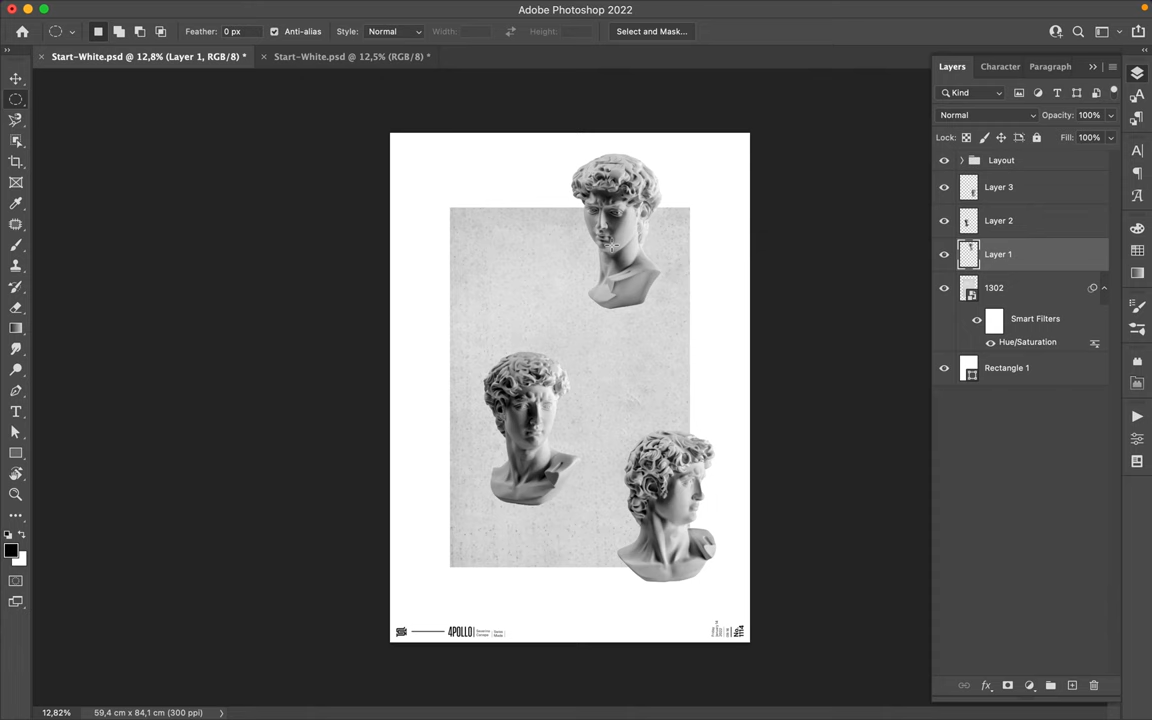 Adobe Photoshop 2022
Feather: 0 px Anti-alias Style: Normal Width: Height: Select and Mask...
Start-White.psd @ 12,8% (Layer 1, RGB/8) * Start-White.psd @ 12,5% (RGB/8) *
Layers Character Paragraph
Kind
Normal Opacity: 100%
Lock: Fill: 100%
Layout
Layer 3
Layer 2
Layer 1
1302
Smart Filters
Hue/Saturation
Rectangle 1
4POLLO
No. 1114
12,82% 59,4 cm x 84,1 cm (300 ppi)